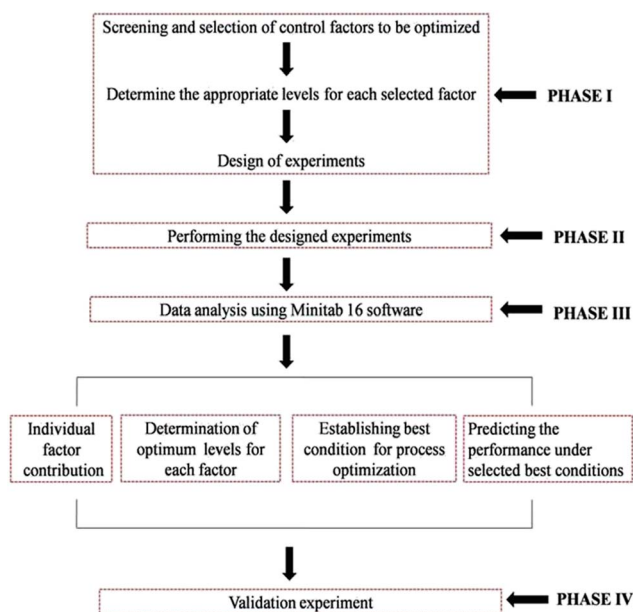 Screening and selection of control factors to be optimized
Determine the appropriate levels for each selected factor
PHASE I
Design of experiments
Performing the designed experiments
PHASE II
Data analysis using Minitab 16 software
PHASE III
Individual
factor
contribution
Determination of
optimum levels for
each factor
Establishing best
condition for process
optimization
Predicting the
performance under
selected best conditions
Validation experiment
PHASE IV